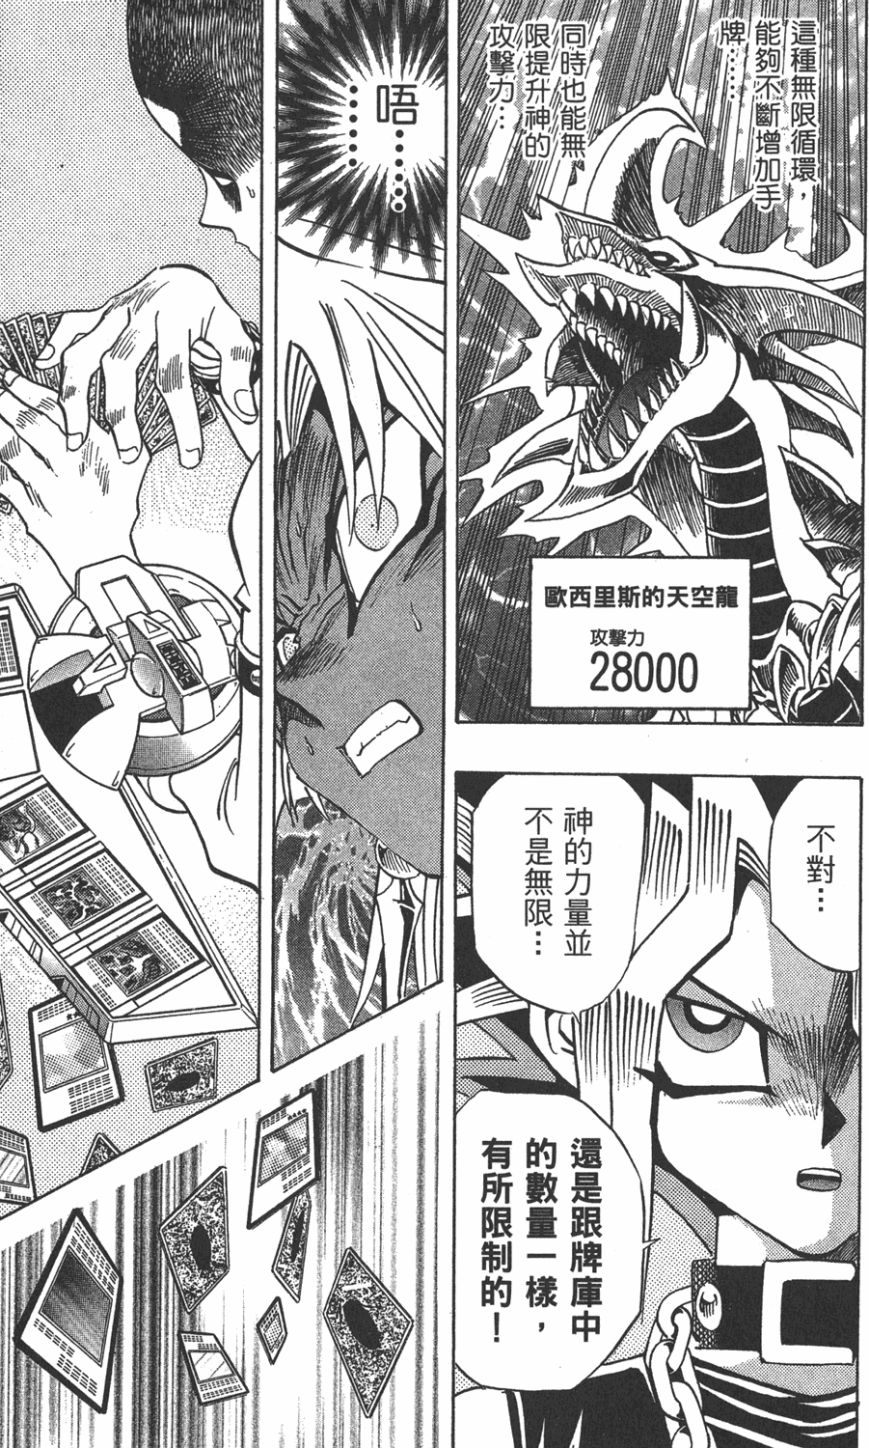 這種無限循環，
能夠不斷增加手
牌……
同時也能無
限提升神的
攻擊力…
歐西里斯的天空龍
攻擊力
28000
不對…
神的力量並
不是無限…
還是跟牌庫中
的數量一樣，
有所限制的！
唔……
………